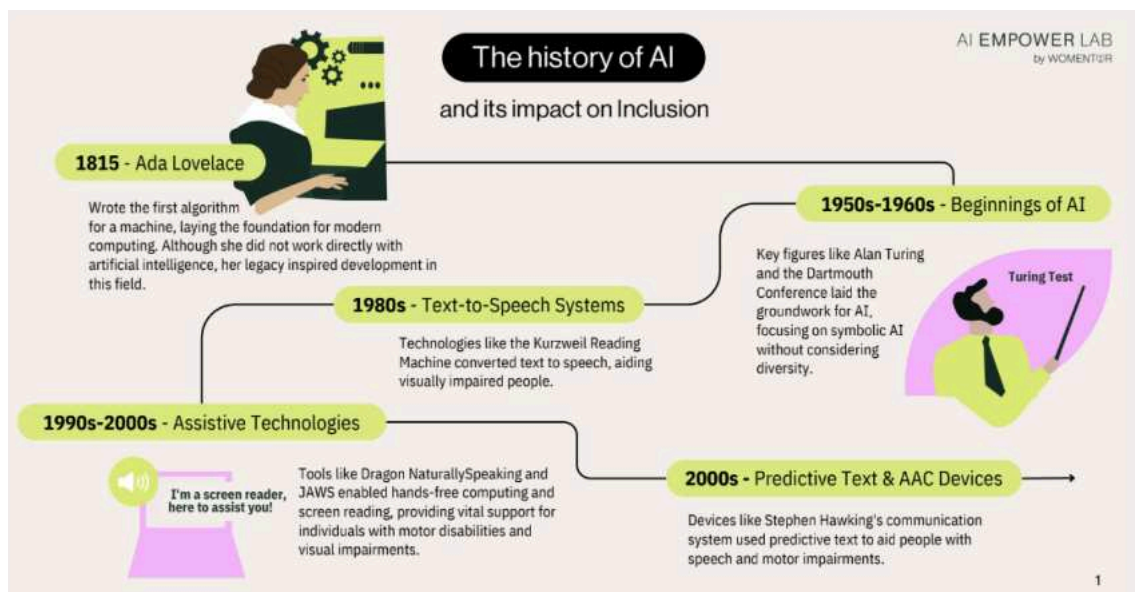 The history of AI
and its impact on Inclusion
AI EMPOWER LAB
by WOMENTOR
1815 - Ada Lovelace
Wrote the first algorithm
for a machine, laying the foundation for modern
computing. Although she did not work directly with
artificial intelligence, her legacy inspired development in
this field.
1950s-1960s - Beginnings of AI
Key figures like Alan Turing
and the Dartmouth
Conference laid the
groundwork for AI,
focusing on symbolic AI
without considering
diversity.
Turing Test
1980s - Text-to-Speech Systems
Technologies like the Kurzweil Reading
Machine converted text to speech, aiding
visually impaired people.
1990s-2000s - Assistive Technologies
I'm a screen reader,
here to assist you!
Tools like Dragon NaturallySpeaking and
JAWS enabled hands-free computing and
screen reading, providing vital support for
individuals with motor disabilities and
visual impairments.
2000s - Predictive Text & AAC Devices
Devices like Stephen Hawking's communication
system used predictive text to aid people with
speech and motor impairments.
1